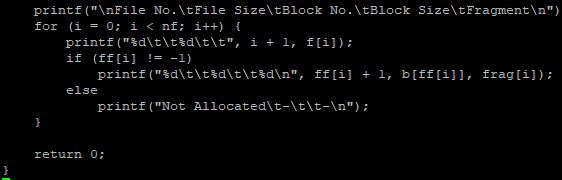 printf("\nFile No.\tFile Size\tBlock No.\tBlock Size\tFragment\n")
for (i = 0; i < nf; i++) {
printf("%d\t\t%d\t\t", i + 1, f[i]);
if (ff[i] != -1)
printf("%d\t\t%d\t\t%d\n", ff[i] + 1, b[ff[i]], frag[i]);
else
printf("Not Allocated\t-\t\t-\n");
}
return 0;
}